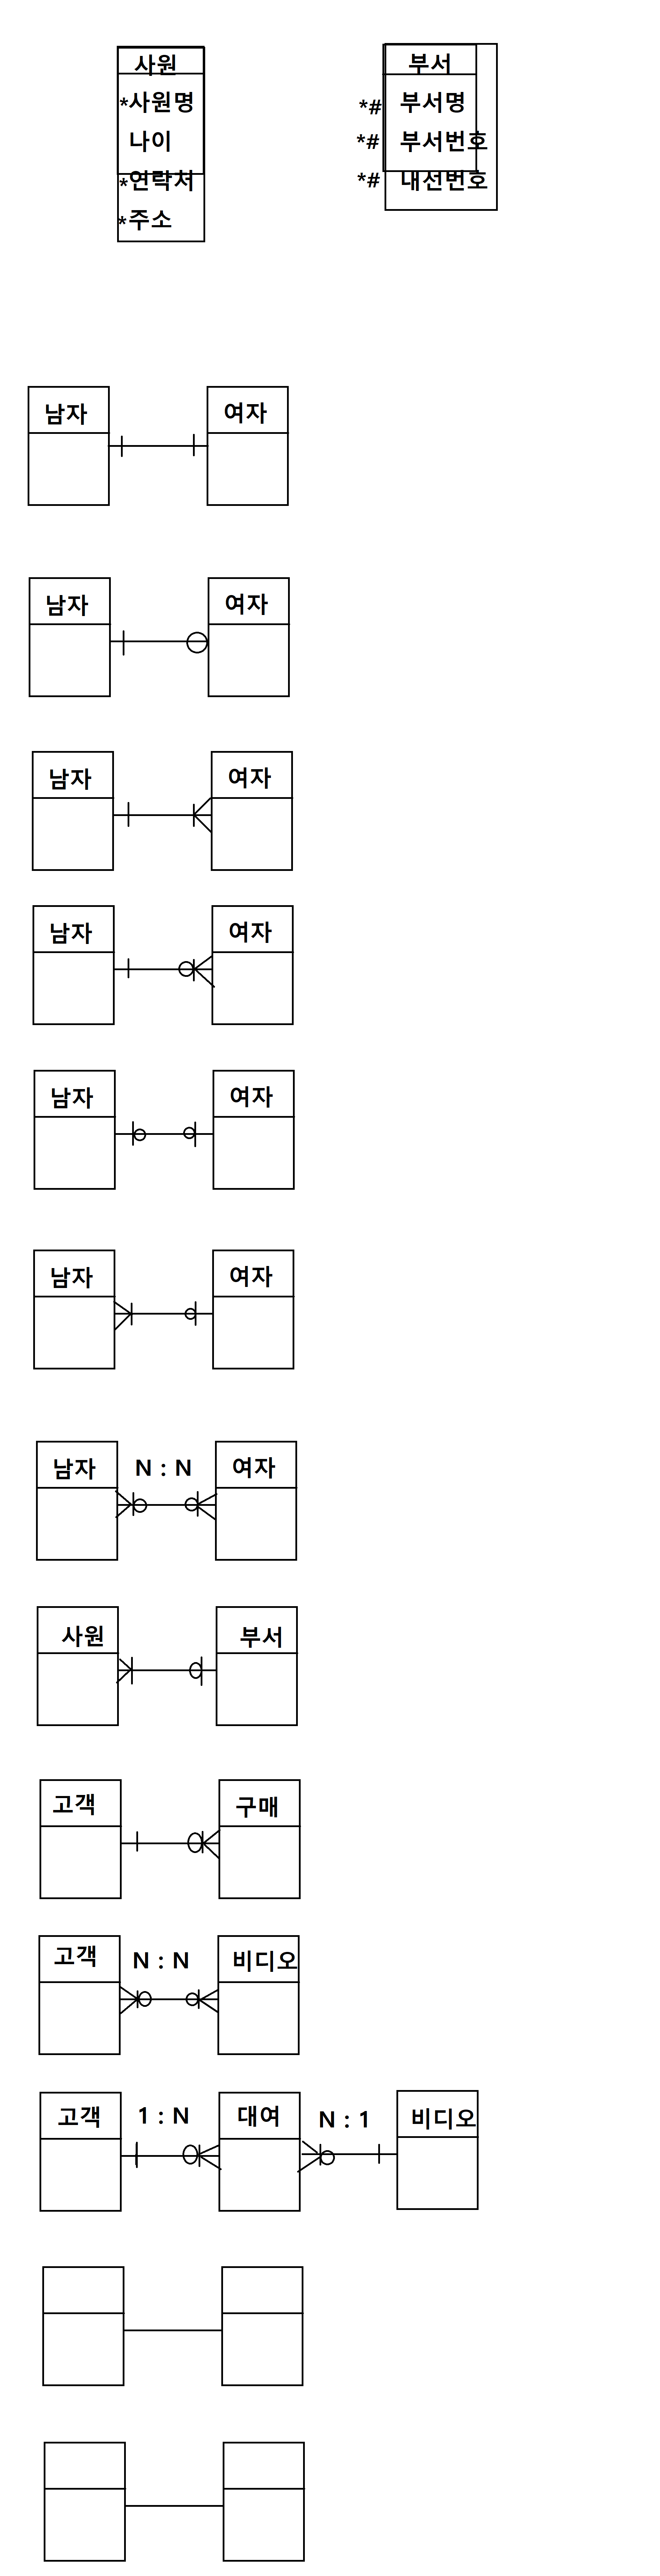 사원
*사원명
나이
*연락처
*주소
부서
*# 부서명
*# 부서번호
*# 내선번호
남자 여자
남자 여자
남자 여자
남자 여자
남자 여자
남자 여자
남자 N : N 여자
사원 부서
고객 구매
고객 N : N 비디오
고객 1 : N 대여 N : 1 비디오